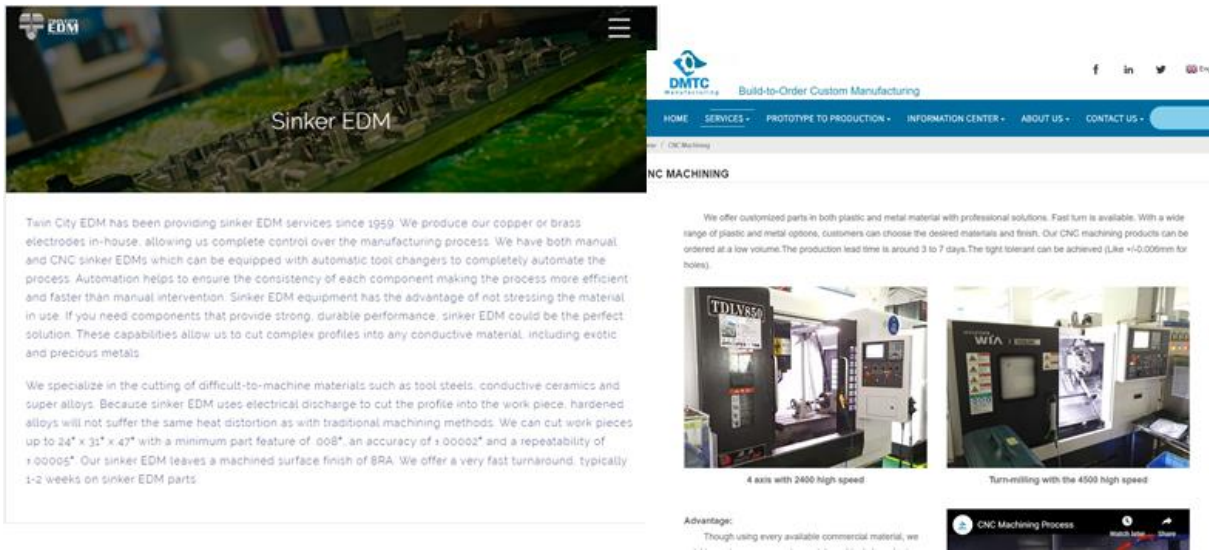 TWIN CITY
EDM
Sinker EDM
Twin City EDM has been providing sinker EDM services since 1959. We produce our copper or brass
electrodes in-house, allowing us complete control over the manufacturing process. We have both manual
and CNC sinker EDMs which can be equipped with automatic tool changers to completely automate the
process. Automation helps to ensure the consistency of each component making the process more efficient
and faster than manual intervention. Sinker EDM equipment has the advantage of not stressing the material
in use. If you need components that provide strong, durable performance, sinker EDM could be the perfect
solution. These capabilities allow us to cut complex profiles into any conductive material, including exotic
and precious metals
We specialize in the cutting of difficult-to-machine materials such as tool steels, conductive ceramics and
super alloys. Because sinker EDM uses electrical discharge to cut the profile into the work piece, hardened
alloys will not suffer the same heat distortion as with traditional machining methods. We can cut work pieces
up to 24" x 31" x 47" with a minimum part feature of .008", an accuracy of ±.00002" and a repeatability of
±.00005". Our sinker EDM leaves a machined surface finish of 8RA. We offer a very fast turnaround, typically
1-2 weeks on sinker EDM parts.
DMTC
Manufacturing
Build-to-Order Custom Manufacturing
f in Eng
HOME SERVICES PROTOTYPE TO PRODUCTION INFORMATION CENTER ABOUT US CONTACT US
/ CNC Machining
NC MACHINING
We offer customized parts in both plastic and metal material with professional solutions. Fast turn is available. With a wide
range of plastic and metal options, customers can choose the desired materials and finish. Our CNC machining products can be
ordered at a low volume.The production lead time is around 3 to 7 days.The tight tolerant can be achieved (Like +/-0.006mm for
holes).
TDLV850
WIA
4 axis with 2400 high speed
Turn-milling with the 4500 high speed
Advantage:
Though using every available commercial material, we
CNC Machining Process
Watch later Share